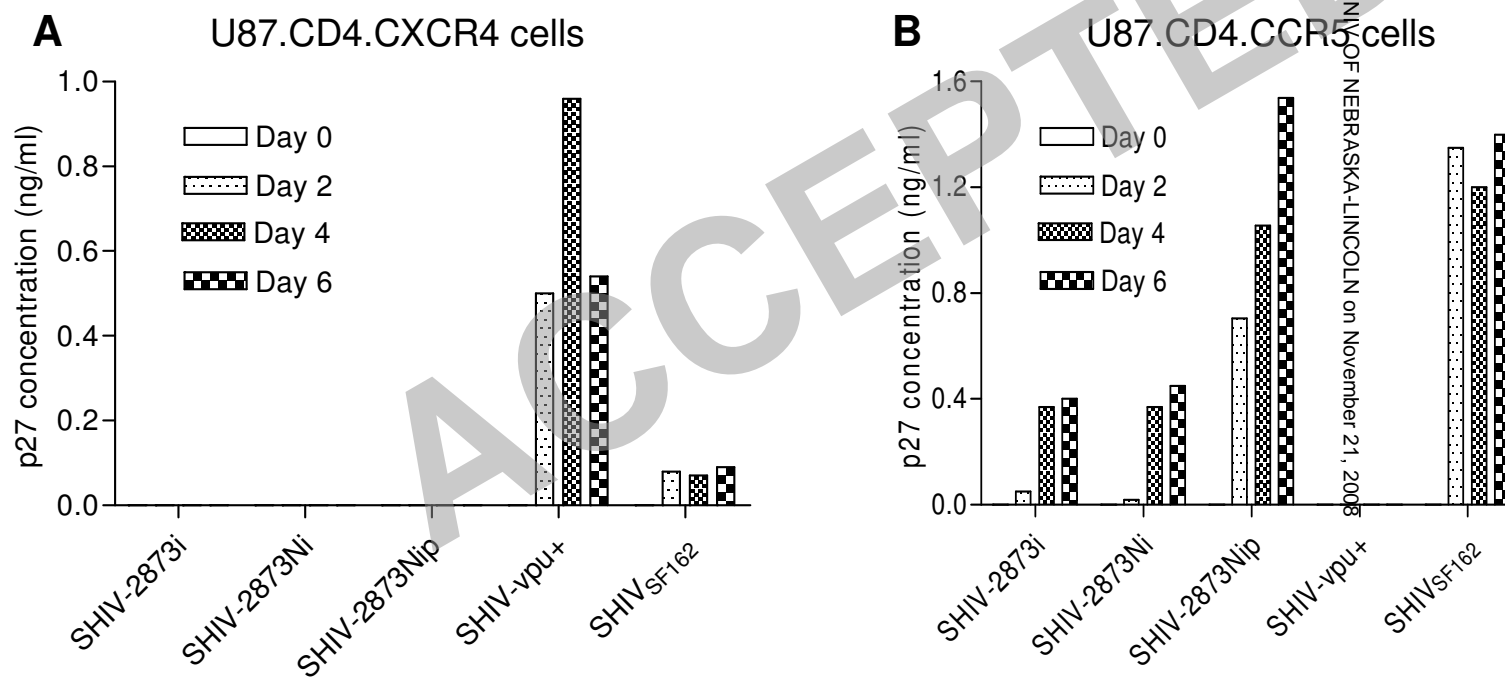 A
U87.CD4.CXCR4 cells
p27 concentration (ng/ml)
1.0
0.8
0.6
0.4
0.2
0.0
Day 0
Day 2
Day 4
Day 6
SHIV-2873i
SHIV-2873Ni
SHIV-2873Nip
SHIV-vpu+
SHIVSF162
B
U87.CD4.CCR5 cells
p27 concentration (ng/ml)
1.6
1.2
0.8
0.4
0.0
Day 0
Day 2
Day 4
Day 6
SHIV-2873i
SHIV-2873Ni
SHIV-2873Nip
SHIV-vpu+
SHIVSF162
ACCEPTE
NIV OF NEBRASKA-LINCOLN on November 21, 2008